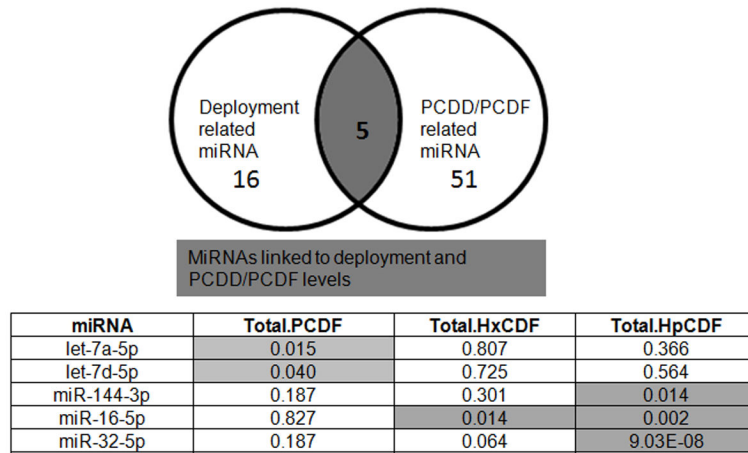 Deployment related miRNA
16
5
PCDD/PCDF related miRNA
51
MiRNAs linked to deployment and
PCDD/PCDF levels
miRNA Total.PCDF Total.HxCDF Total.HpCDF
let-7a-5p 0.015 0.807 0.366
let-7d-5p 0.040 0.725 0.564
miR-144-3p 0.187 0.301 0.014
miR-16-5p 0.827 0.014 0.002
miR-32-5p 0.187 0.064 9.03E-08